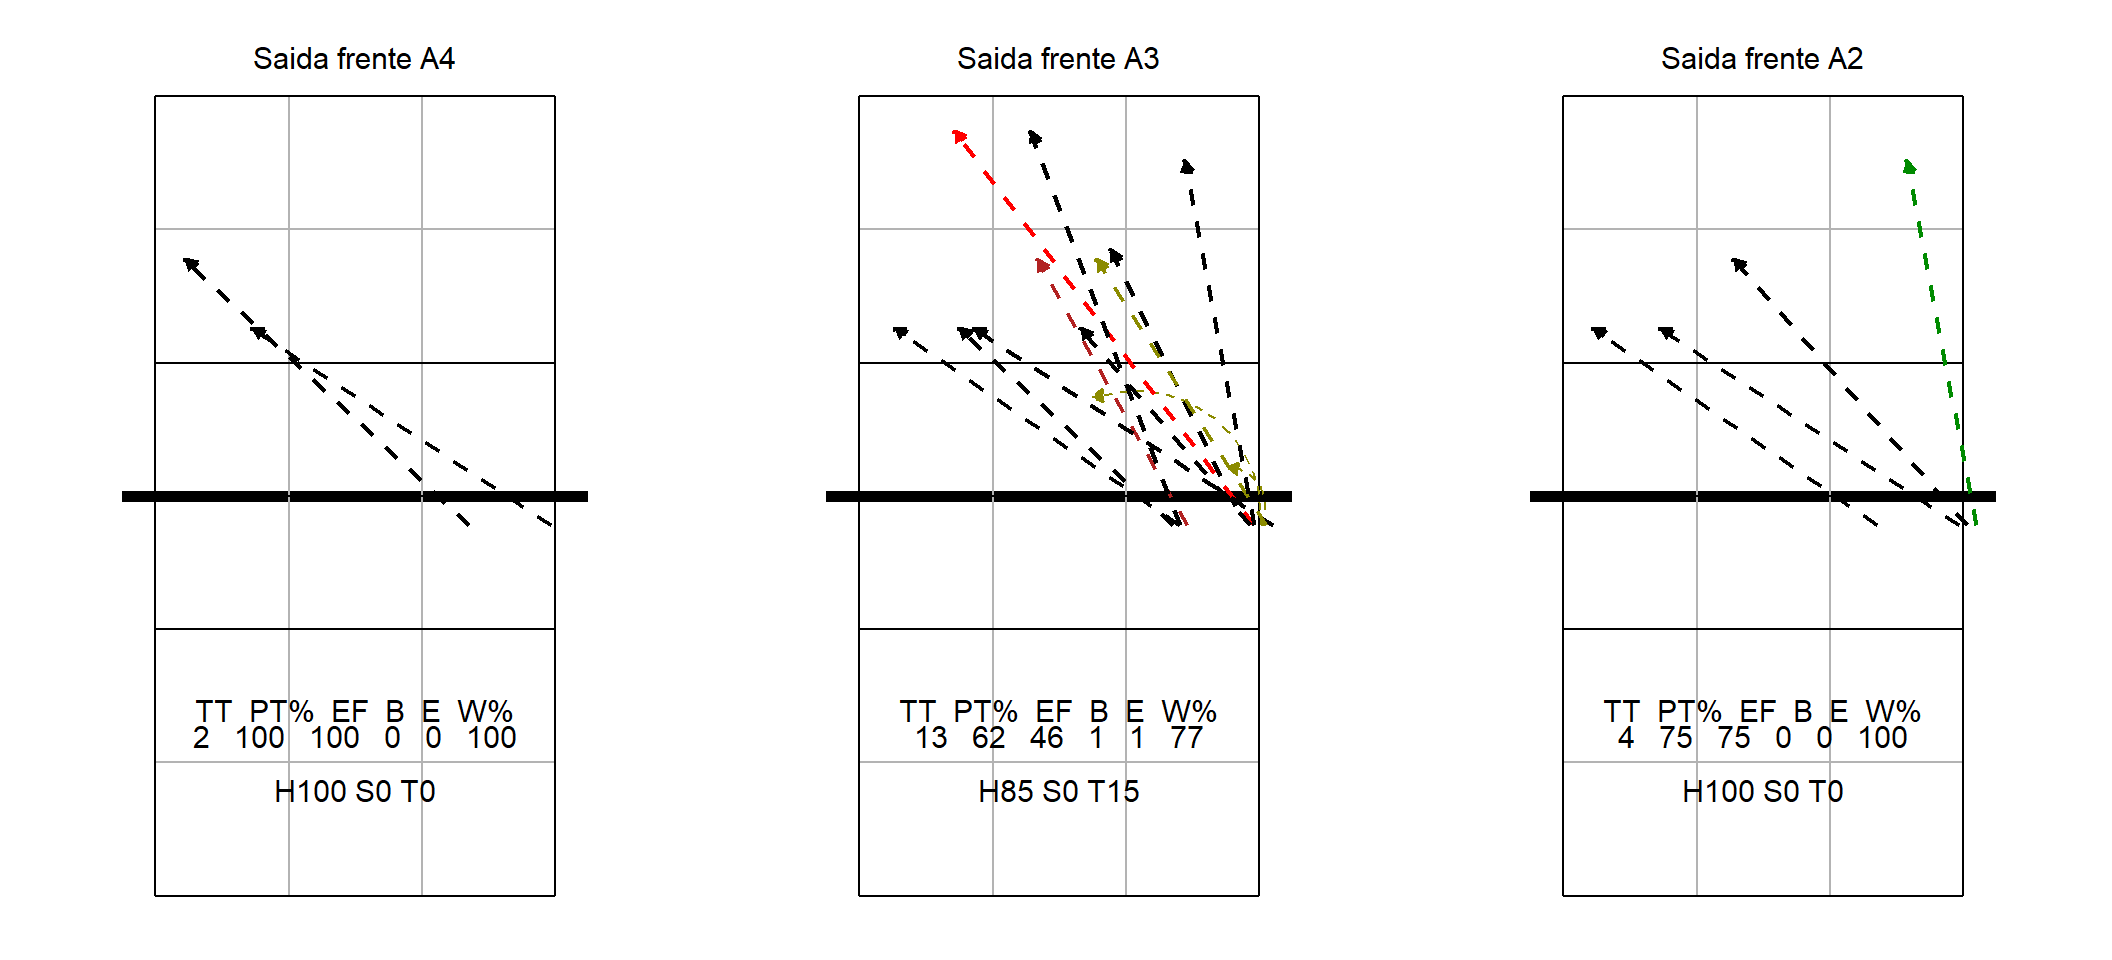 Saida frente A4
TT PT% EF B E W%
2 100 100 0 0 100
H100 S0 T0
Saida frente A3
TT PT% EF B E W%
13 62 46 1 1 77
H85 S0 T15
Saida frente A2
TT PT% EF B E W%
4 75 75 0 0 100
H100 S0 T0